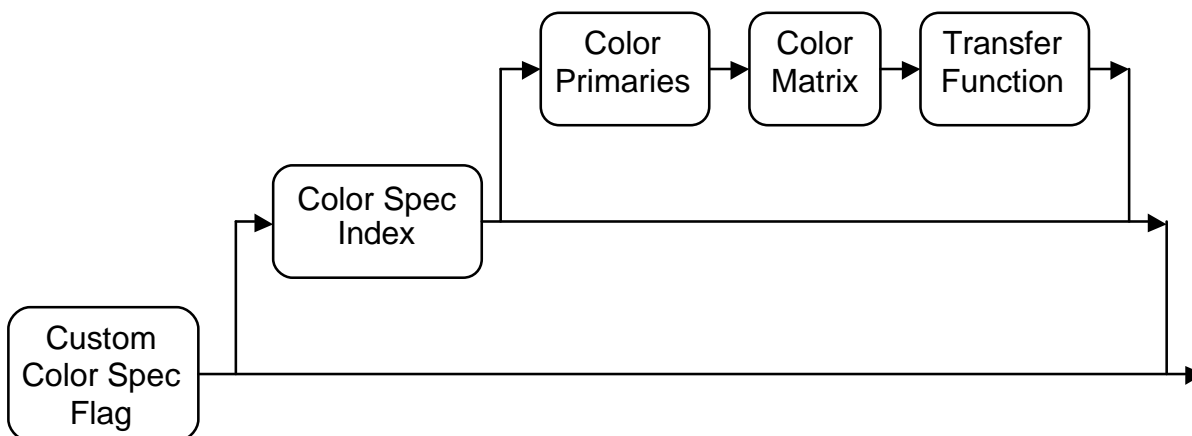 Color
Primaries
Color
Matrix
Transfer
Function
Color Spec
Index
Custom
Color Spec
Flag